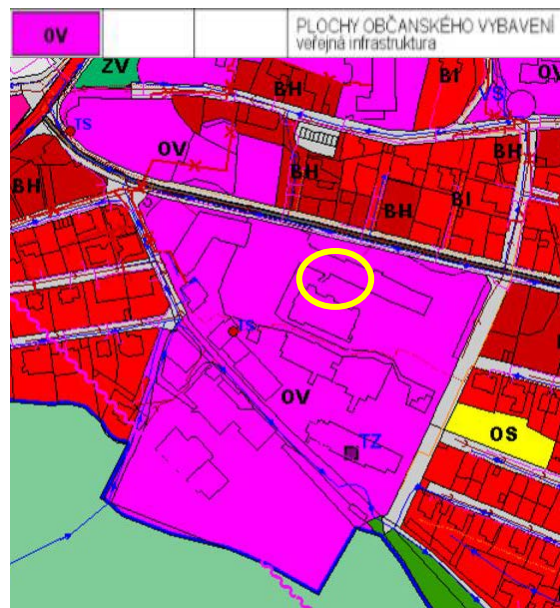 OV
PLOCHY OBČANSKÉHO VYBAVENÍ
veřejná infrastruktura
ZV
BH
BI
OV
VS
TS
OV
BH
BH
BH
BH
BI
TS
OV
OS
TZ